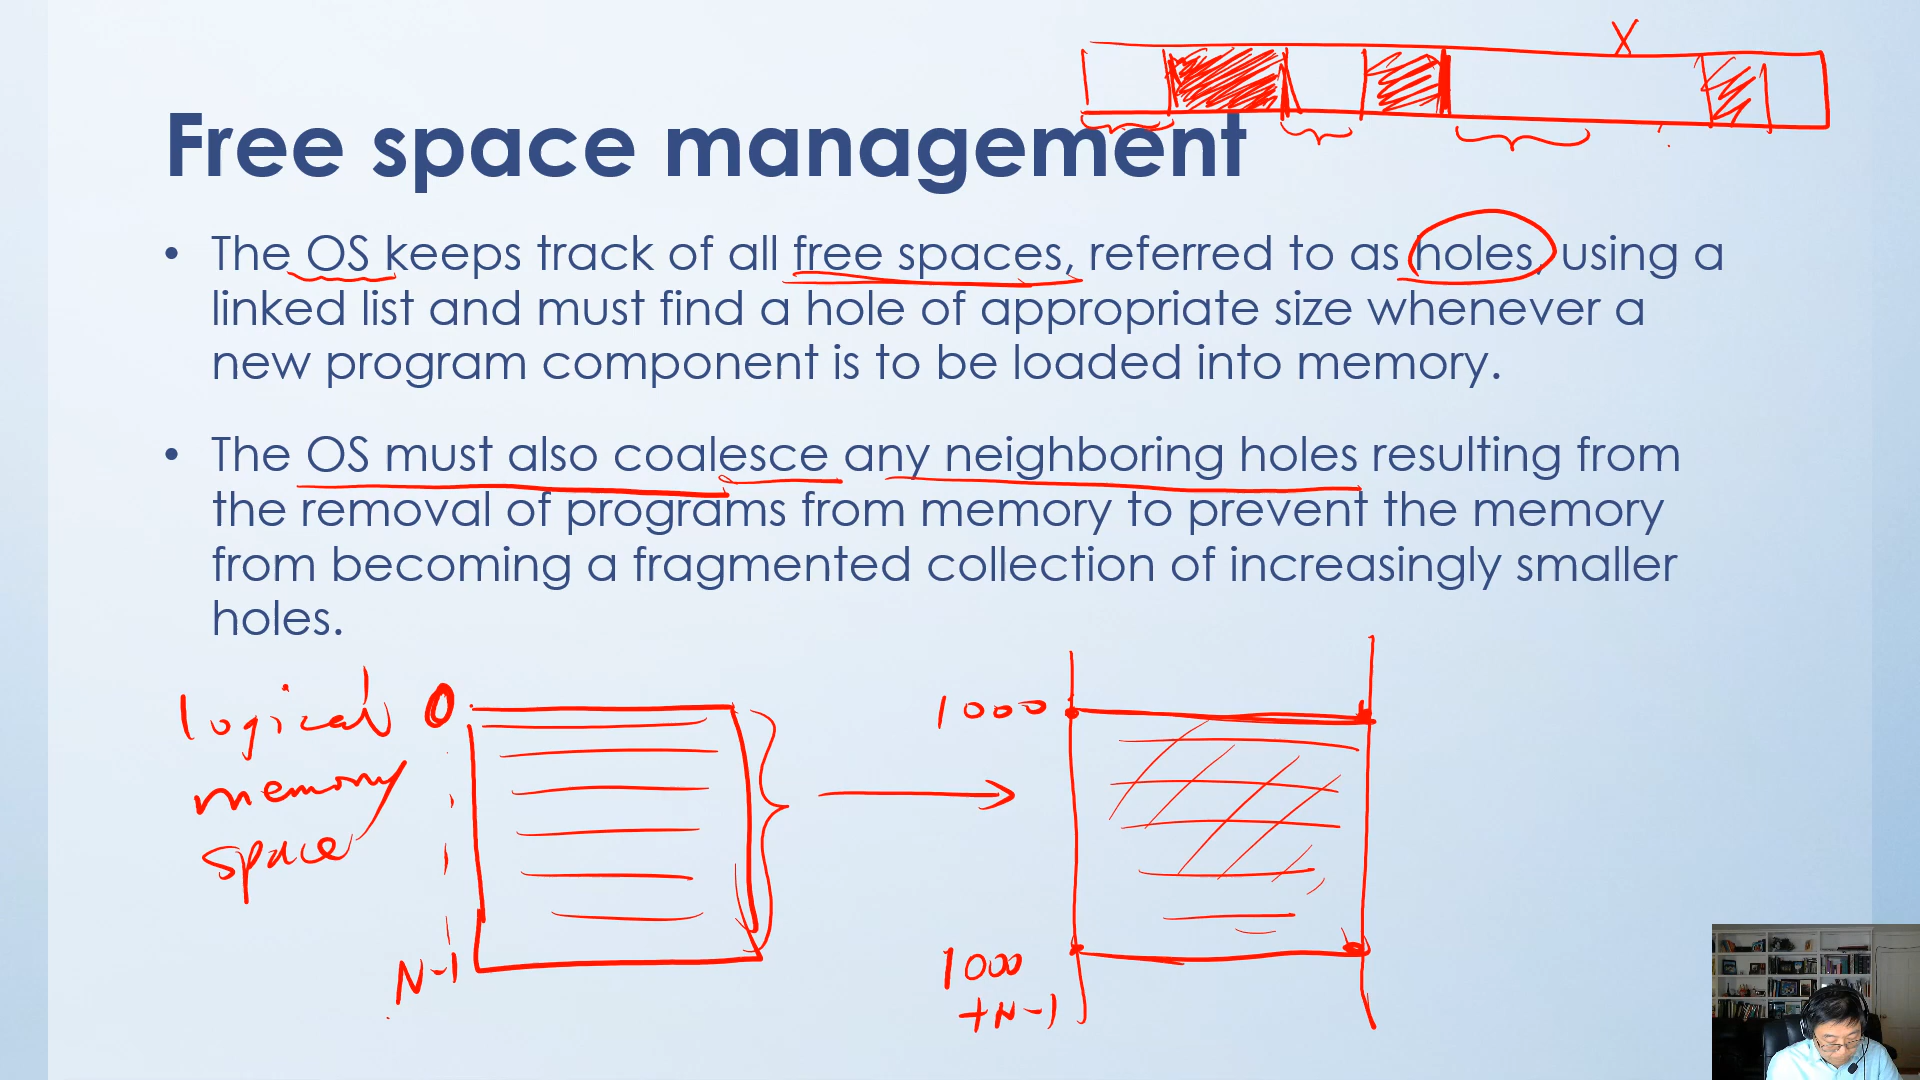 X
Free space management
• The OS keeps track of all free spaces, referred to as holes, using a
linked list and must find a hole of appropriate size whenever a
new program component is to be loaded into memory.
• The OS must also coalesce any neighboring holes resulting from
the removal of programs from memory to prevent the memory
from becoming a fragmented collection of increasingly smaller
holes.
logical
memory
space
0
N-1
1000
1000
+N-1